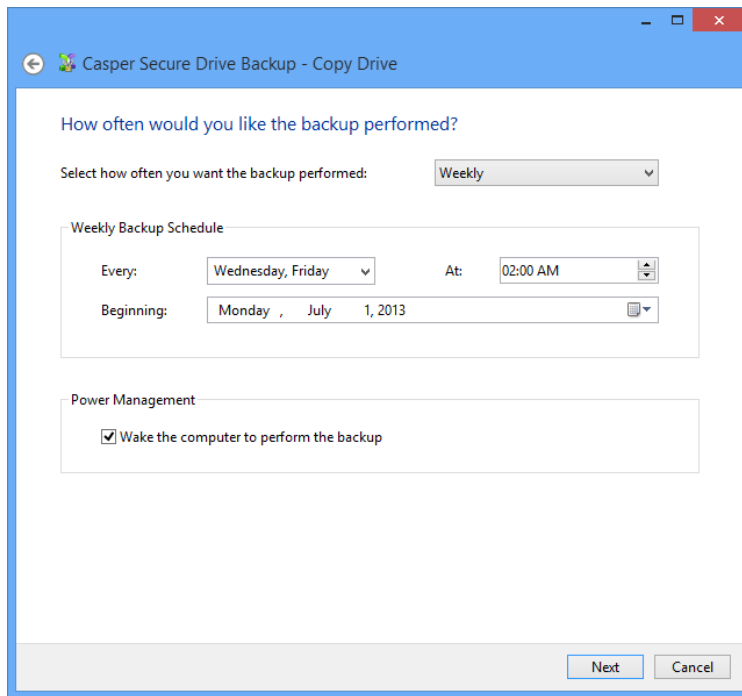 Casper Secure Drive Backup - Copy Drive
How often would you like the backup performed?
Select how often you want the backup performed: Weekly
Weekly Backup Schedule
Every: Wednesday, Friday At: 02:00 AM
Beginning: Monday , July 1, 2013
Power Management
Wake the computer to perform the backup
Next Cancel